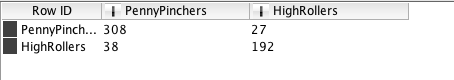 Row ID PennyPinchers HighRollers
PennyPinch... 308 27
HighRollers 38 192